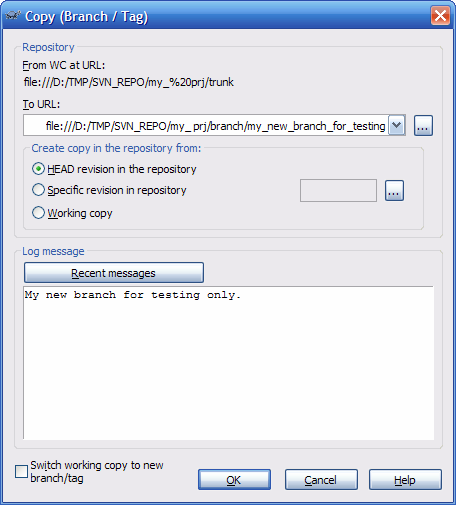 Copy (Branch / Tag)
Repository
From WC at URL:
file:///D:/TMP/SVN_REPO/my_%20prj/trunk
To URL:
file:///D:/TMP/SVN_REPO/my_ prj/branch/my_new_branch_for_testing
...
Create copy in the repository from:
HEAD revision in the repository
Specific revision in repository
...
Working copy
Log message
Recent messages
My new branch for testing only.
Switch working copy to new
branch/tag
OK
Cancel
Help